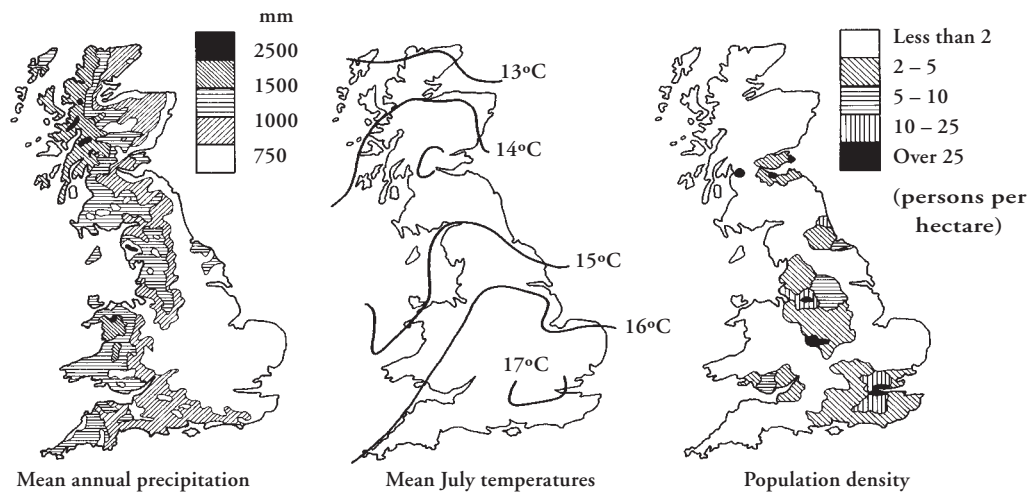 mm
2500
1500
1000
750
Mean annual precipitation
13ºC
14ºC
15ºC
16ºC
17ºC
Mean July temperatures
Less than 2
2 – 5
5 – 10
10 – 25
Over 25
(persons per
hectare)
Population density